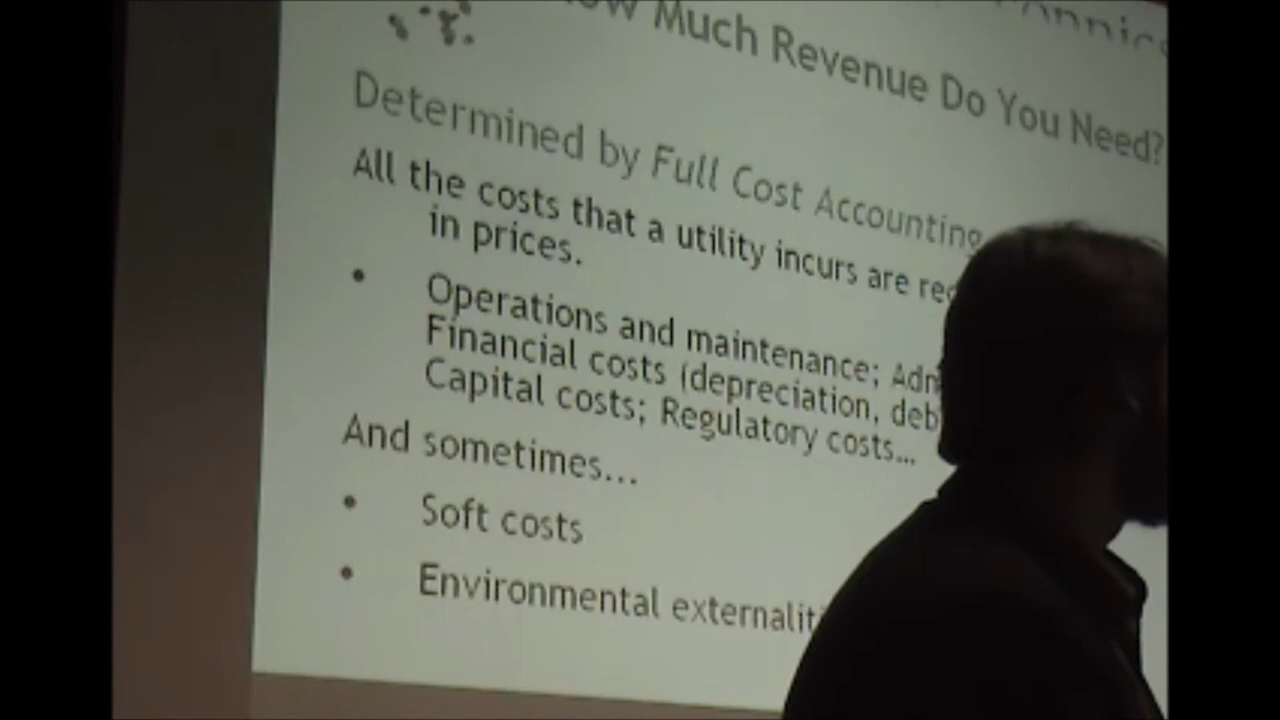 Much Revenue Do You Need?
Determined by Full Cost Accounting
All the costs that a utility incurs are
in prices.
• Operations and maintenance;
Financial costs (depreciation,
Capital costs; Regulatory costs...
And sometimes...
• Soft costs
• Environmental